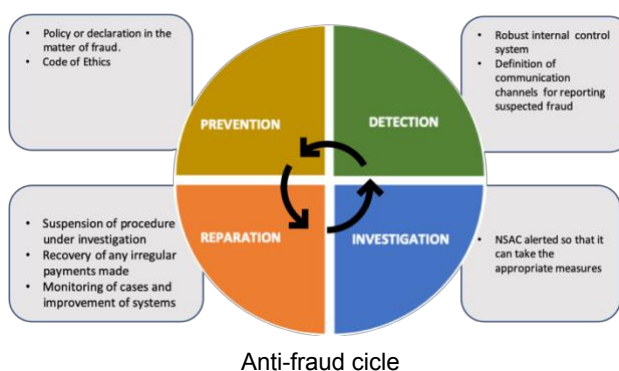 • Policy or declaration in the
matter of fraud.
• Code of Ethics
• Robust internal control
system
• Definition of
communication
channels for reporting
suspected fraud
PREVENTION
DETECTION
REPARATION
INVESTIGATION
• Suspension of procedure
under investigation
• Recovery of any irregular
payments made
• Monitoring of cases and
improvement of systems
• NSAC alerted so that it
can take the
appropriate measures
Anti-fraud cicle